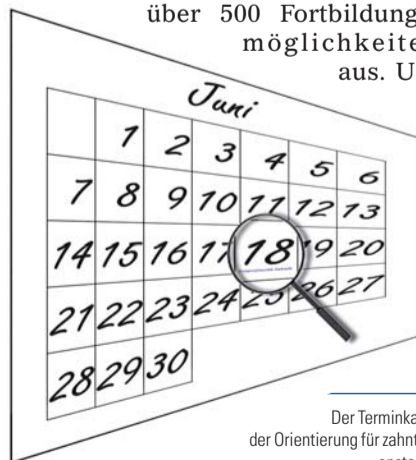 über 500 Fortbildung
möglichkeite
aus. U
Juni
1 2 3 4 5 6
7 8 9 10 11 12 13
14 15 16 17 18 19 20
21 22 23 24 25 26 27
28 29 30
Der Terminka
der Orientierung für zahnt